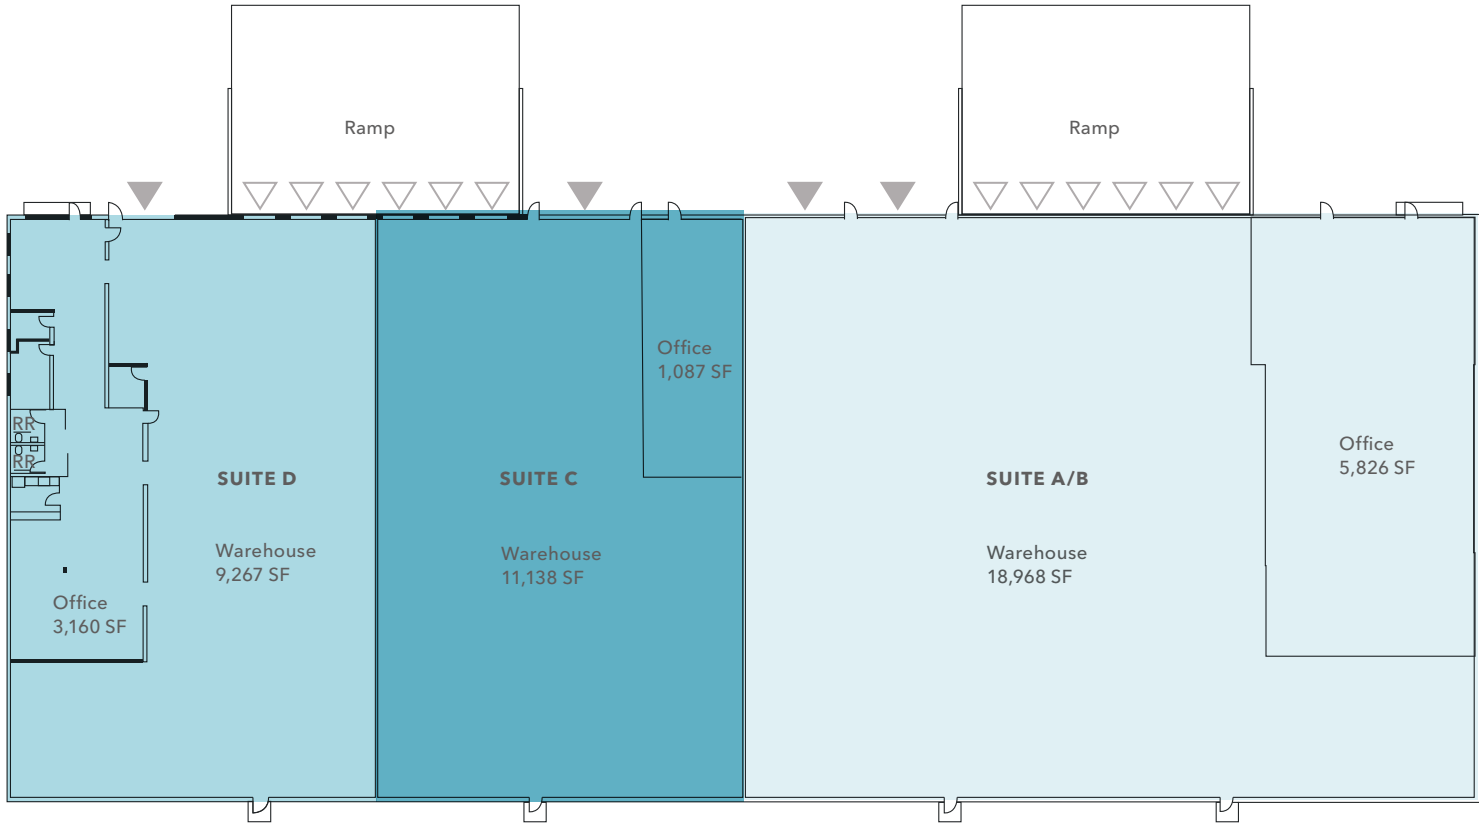 Ramp
Ramp
Office
1,087 SF
RR
RR
Office
5,826 SF
SUITE D
SUITE C
SUITE A/B
Warehouse
9,267 SF
Warehouse
11,138 SF
Warehouse
18,968 SF
Office
3,160 SF